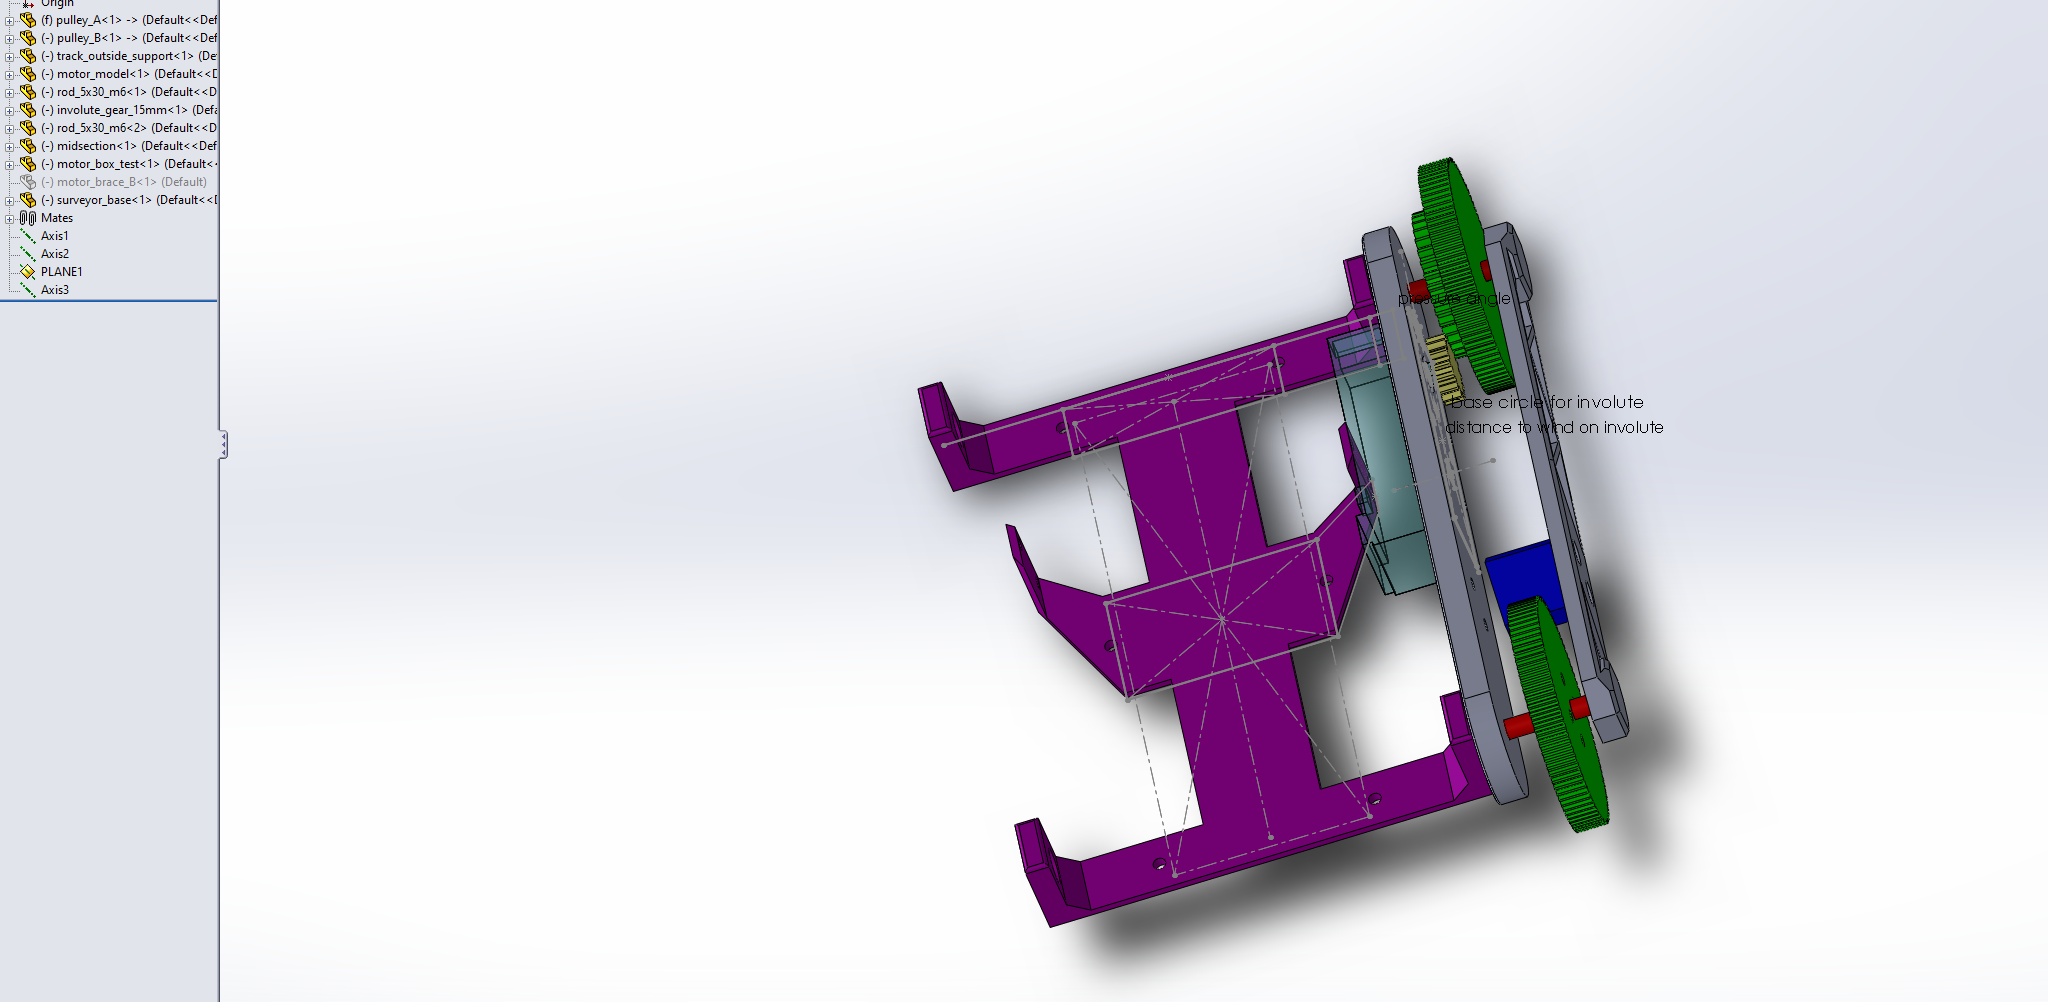 Origin
(f) pulley_A<1> -> (Default<<Def
(-) pulley_B<1> -> (Default<<Def
(-) track_outside_support<1> (De
(-) motor_model<1> (Default<<D
(-) rod_5x30_m6<1> (Default<<D
(-) involute_gear_15mm<1> (Defa
(-) rod_5x30_m6<2> (Default<<D
(-) midsection<1> (Default<<Def
(-) motor_box_test<1> (Default<<
(-) motor_brace_B<1> (Default)
(-) surveyor_base<1> (Default<<D
Mates
Axis1
Axis2
PLANE1
Axis3
pressure angle
base circle for involute
distance to wind on involute